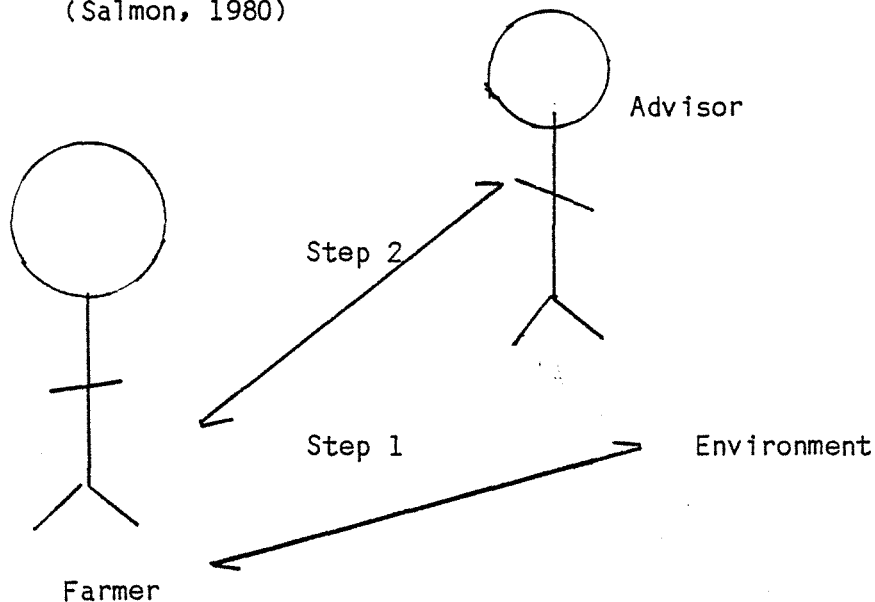 (Salmon, 1980)
Advisor
Step 2
Step 1
Environment
Farmer